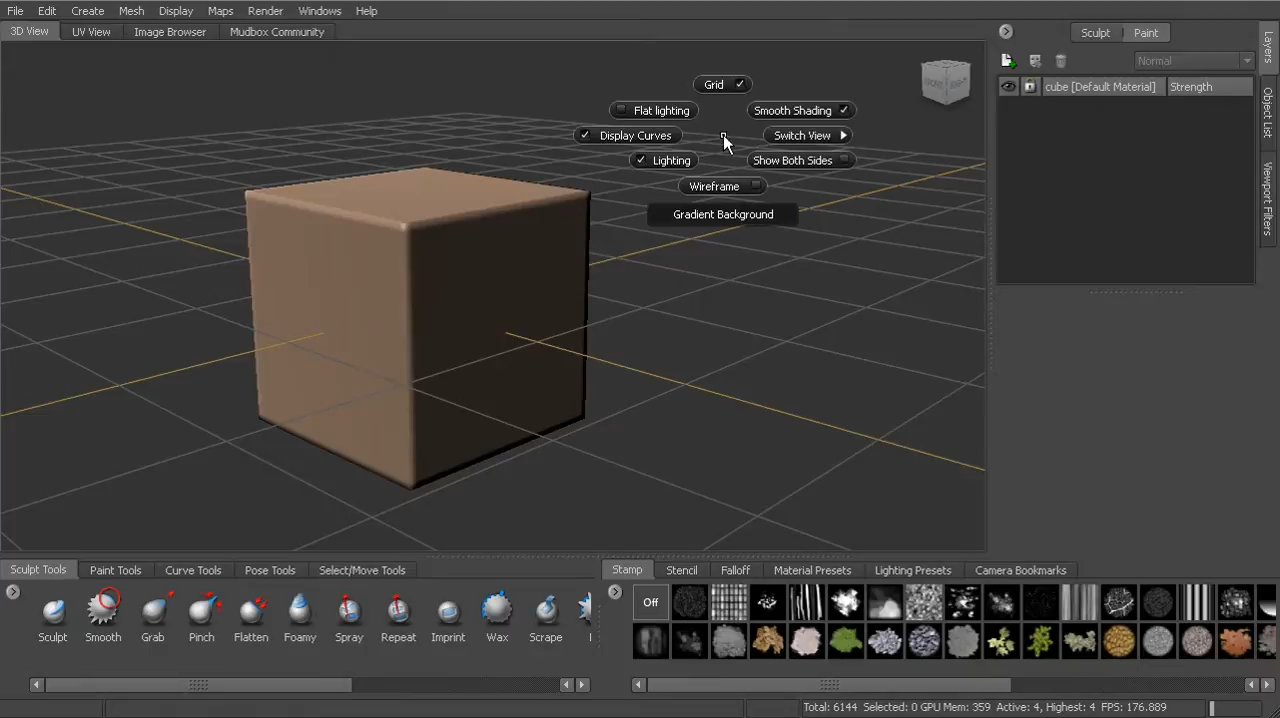 File Edit Create Mesh Display Maps Render Windows Help
3D View UV View Image Browser Mudbox Community
Sculpt Paint
Layers
Object List
Viewport Filters
Normal
cube [Default Material] Strength
Grid
Flat lighting Smooth Shading
Display Curves Switch View
Lighting Show Both Sides
Wireframe
Gradient Background
Sculpt Tools Paint Tools Curve Tools Pose Tools Select/Move Tools
Stamp Stencil Falloff Material Presets Lighting Presets Camera Bookmarks
Off
Sculpt Smooth Grab Pinch Flatten Foamy Spray Repeat Imprint Wax Scrape
Total: 6144 Selected: 0 GPU Mem: 359 Active: 4, Highest: 4 FPS: 176.889